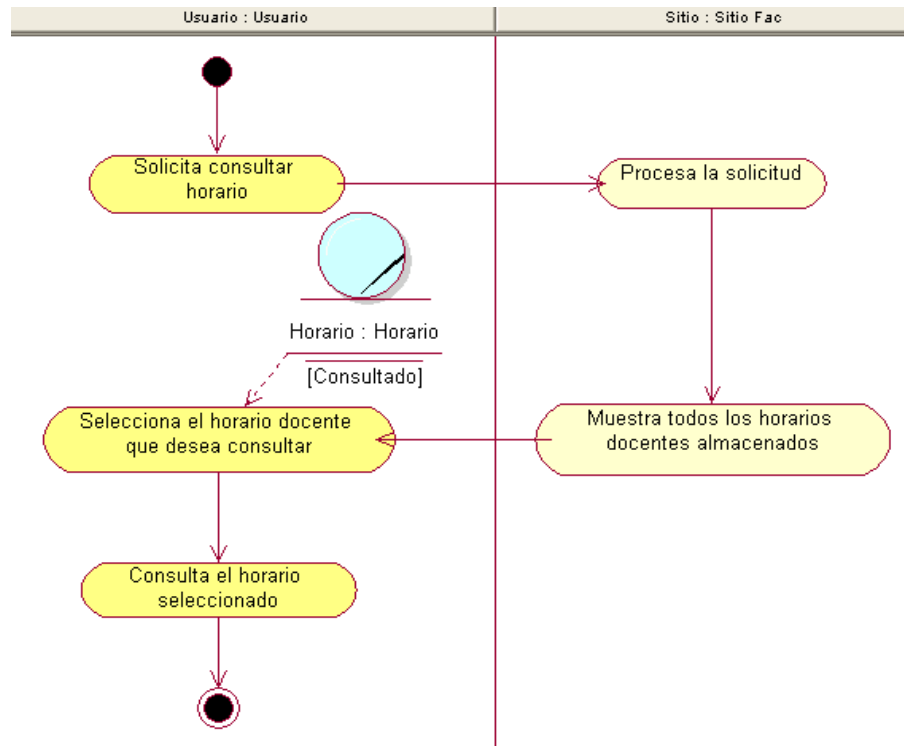 Usuario : Usuario
Sitio : Sitio Fac
Solicita consultar
horario
Procesa la solicitud
Horario : Horario
[Consultado]
Selecciona el horario docente
que desea consultar
Muestra todos los horarios
docentes almacenados
Consulta el horario
seleccionado